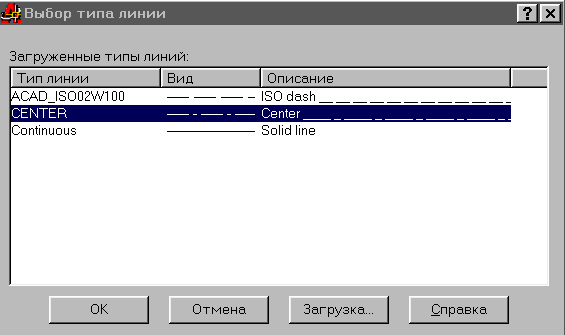 Выбор типа линии
Загруженные типы линий:
Тип линии Вид Описание
ACAD_ISO02W100 ISO dash __ __ __ __ __ __ __ __ __ __ __ __ _
CENTER Center ____ _ ____ _ ____ _ ____ _ ____ _ ____
Continuous Solid line
OK Отмена Загрузка... Справка